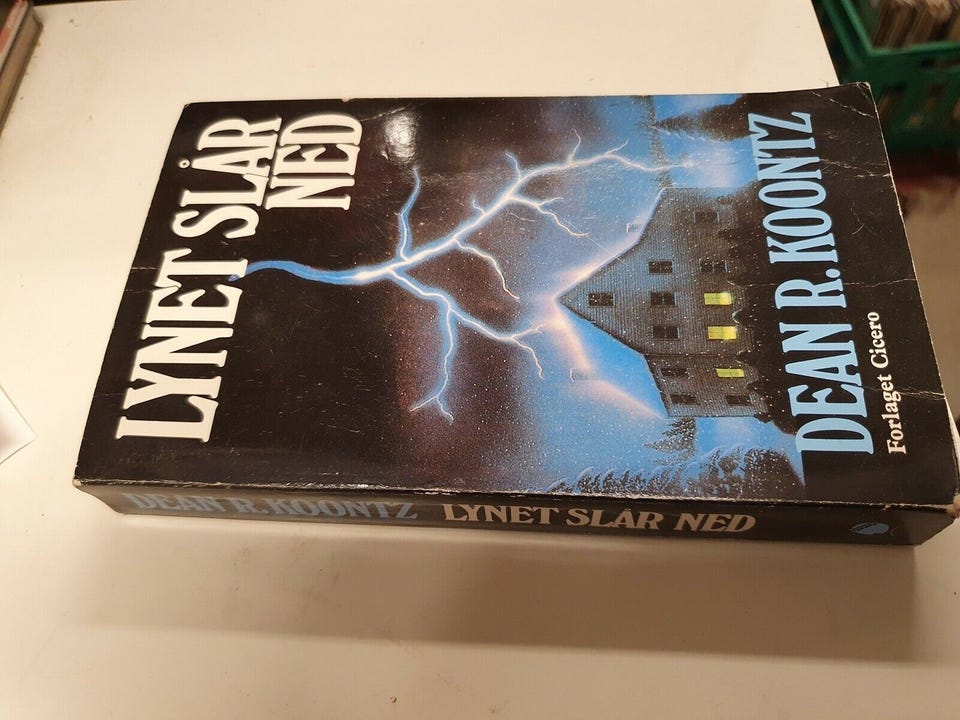 LYNET SLÅR
NED
DEAN R. KOONTZ
Forlaget Cicero
DEAN R. KOONTZ LYNET SLÅR NED